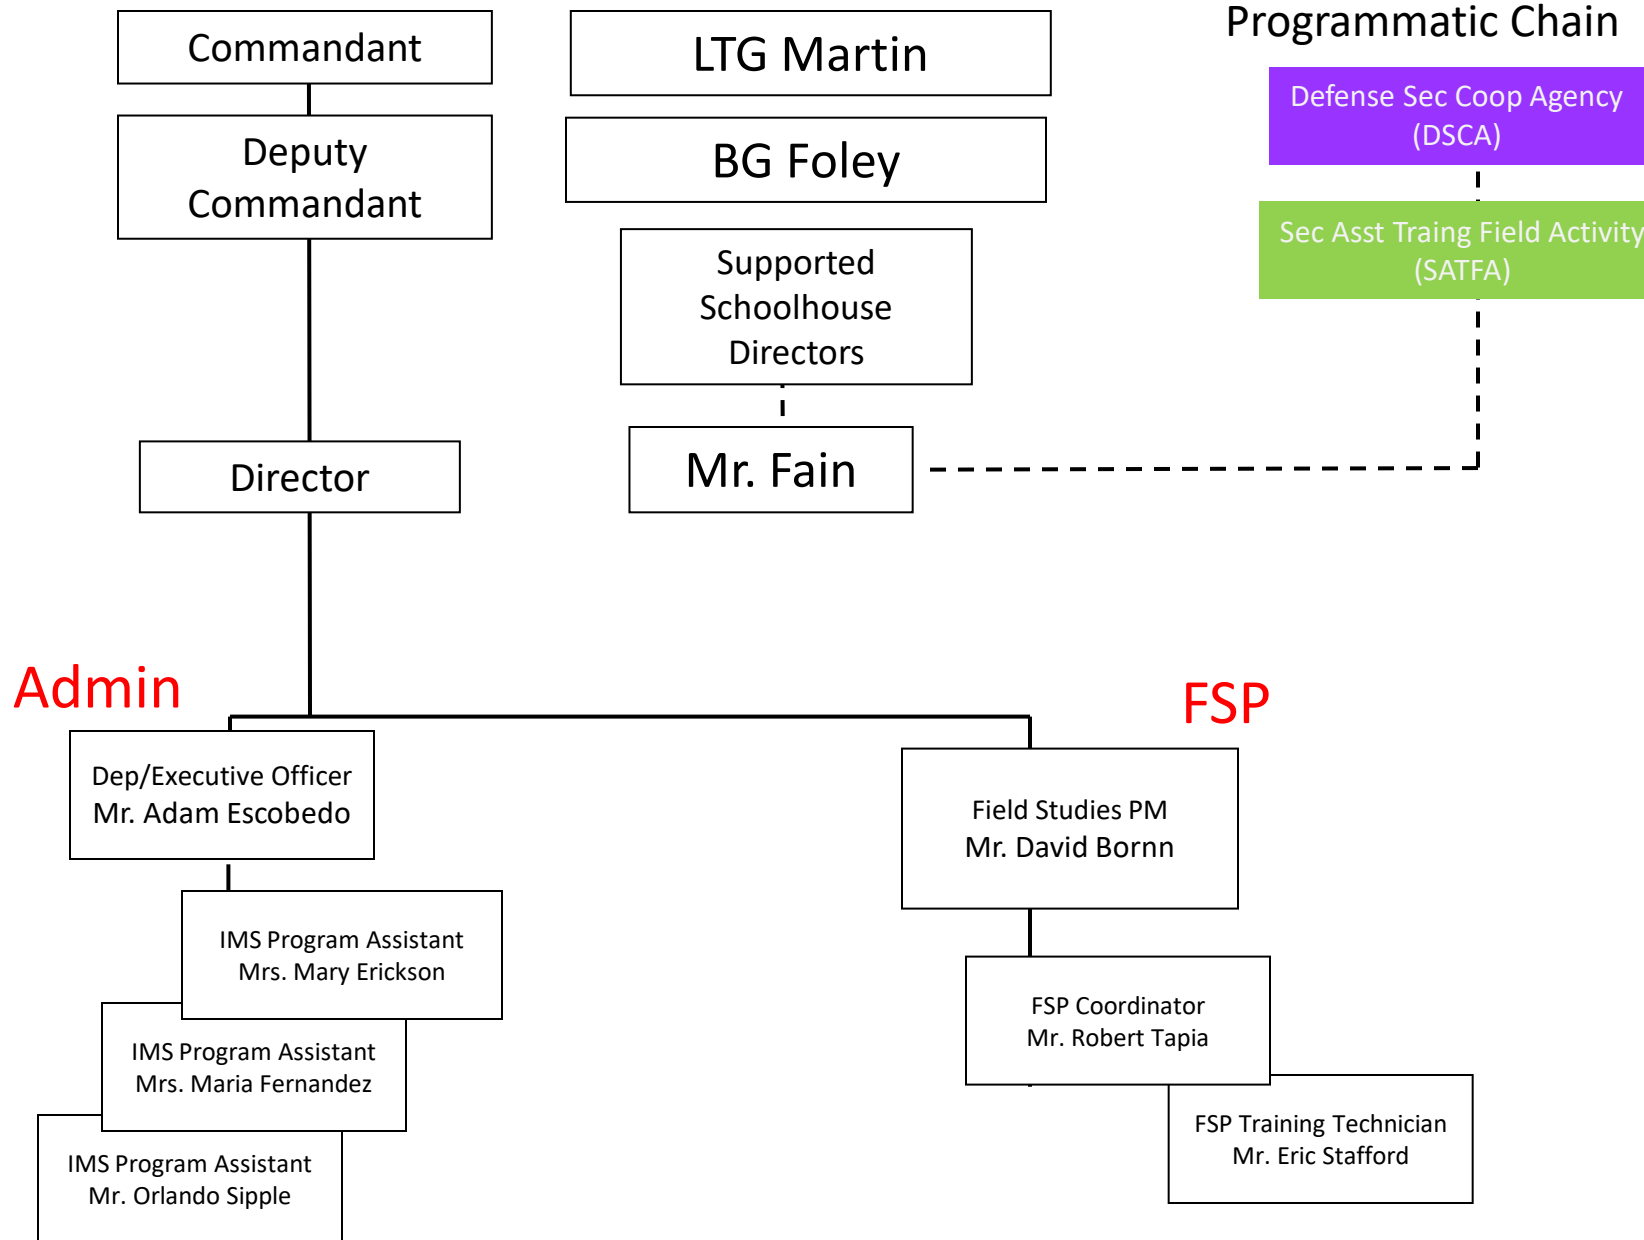 Commandant
LTG Martin
Programmatic Chain
Defense Sec Coop Agency
(DSCA)
Deputy
Commandant
BG Foley
Sec Asst Traing Field Activity
(SATFA)
Supported
Schoolhouse
Directors
Director
Mr. Fain
Admin
FSP
Dep/Executive Officer
Mr. Adam Escobedo
Field Studies PM
Mr. David Bornn
IMS Program Assistant
Mrs. Mary Erickson
FSP Coordinator
Mr. Robert Tapia
IMS Program Assistant
Mrs. Maria Fernandez
FSP Training Technician
Mr. Eric Stafford
IMS Program Assistant
Mr. Orlando Sipple